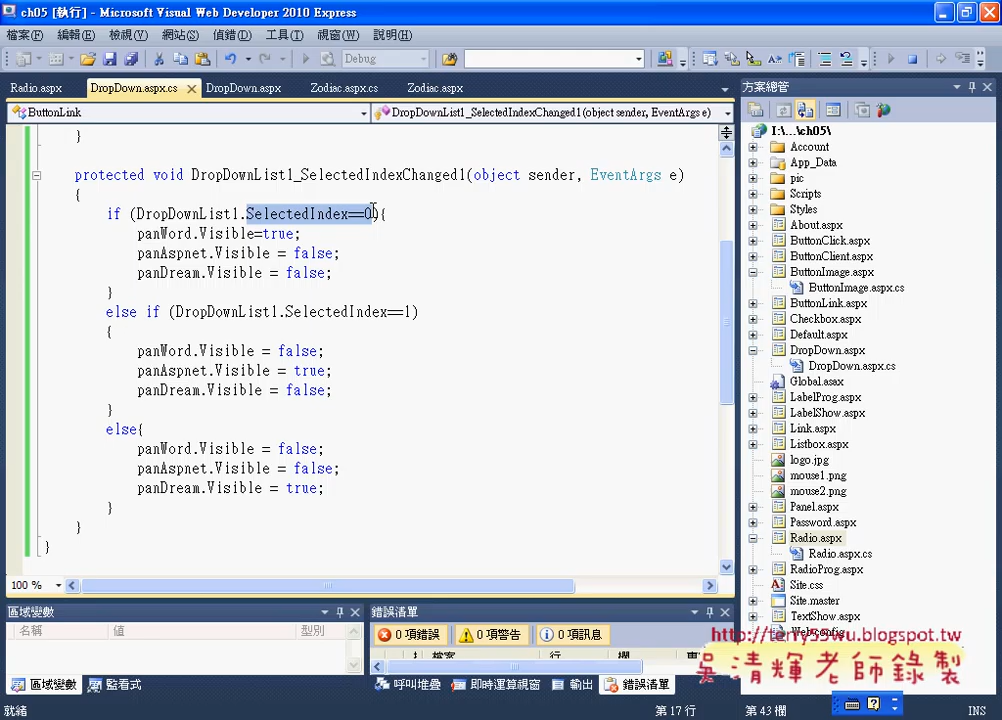 ch05 [執行] - Microsoft Visual Web Developer 2010 Express
檔案(F) 編輯(E) 檢視(V) 網站(S) 偵錯(D) 工具(T) 視窗(W) 說明(H)
Debug
Radio.aspx DropDown.aspx.cs DropDown.aspx Zodiac.aspx.cs Zodiac.aspx
ButtonLink DropDownList1_SelectedIndexChanged1(object sender, EventArgs e)
}
protected void DropDownList1_SelectedIndexChanged1(object sender, EventArgs e)
{
if (DropDownList1.SelectedIndex==0){
panWord.Visible=true;
panAspnet.Visible = false;
panDream.Visible = false;
}
else if (DropDownList1.SelectedIndex==1)
{
panWord.Visible = false;
panAspnet.Visible = true;
panDream.Visible = false;
}
else{
panWord.Visible = false;
panAspnet.Visible = false;
panDream.Visible = true;
}
}
}
100 %
方案總管
I:\...\ch05\
Account
App_Data
pic
Scripts
Styles
About.aspx
ButtonClick.aspx
ButtonClient.aspx
ButtonImage.aspx
ButtonImage.aspx.cs
ButtonLink.aspx
Checkbox.aspx
Default.aspx
DropDown.aspx
DropDown.aspx.cs
Global.asax
LabelProg.aspx
LabelShow.aspx
Link.aspx
Listbox.aspx
logo.jpg
mouse1.png
mouse2.png
Panel.aspx
Password.aspx
Radio.aspx
Radio.aspx.cs
RadioProg.aspx
Site.css
Site.master
TextShow.aspx
Web.config
區域變數
名稱 值 型別
錯誤清單
0 項錯誤 0 項警告 0 項訊息
檔案 行 欄 專
區域變數 監看式
呼叫堆疊 即時運算視窗 輸出 錯誤清單
http://terry55wu.blogspot.tw
吳清輝老師錄製
就緒 第 17 行 第 43 欄 INS